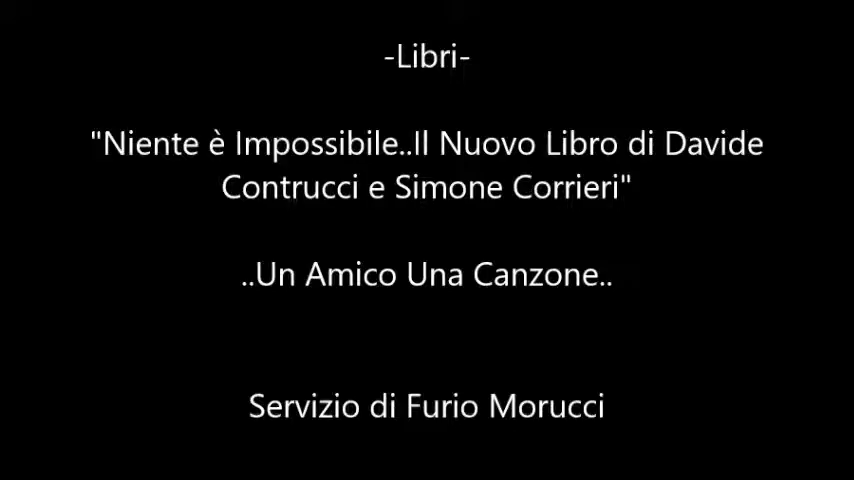 -Libri-
"Niente è Impossibile..Il Nuovo Libro di Davide
Contrucci e Simone Corrieri"
..Un Amico Una Canzone..
Servizio di Furio Morucci